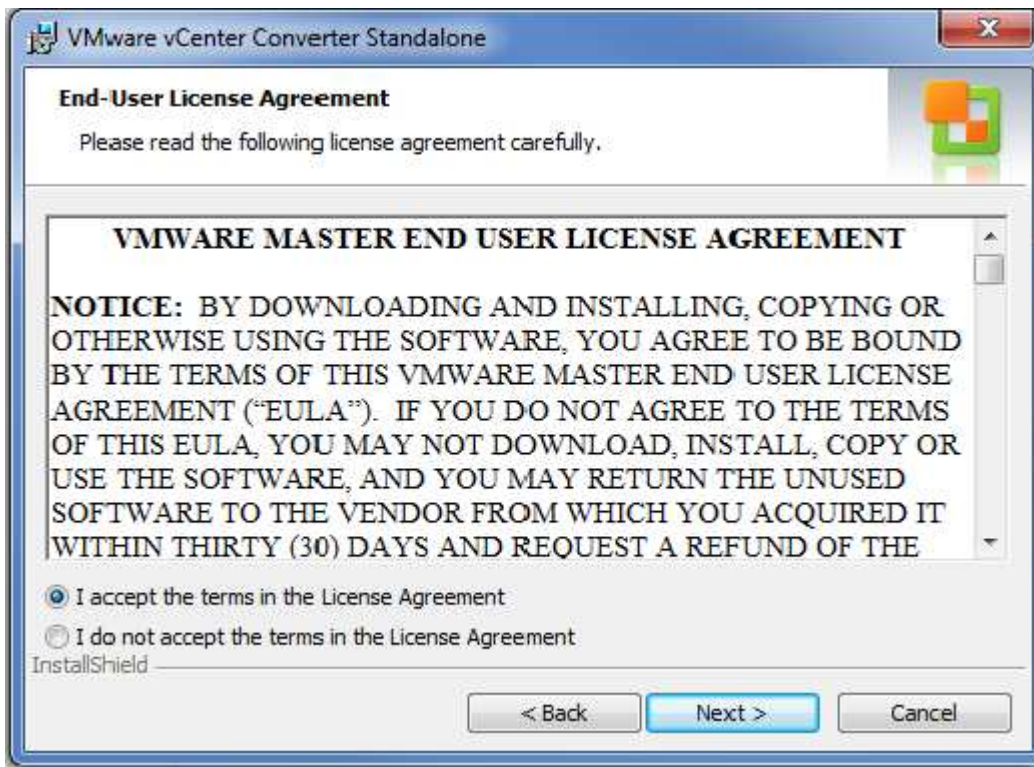 VMware vCenter Converter Standalone
End-User License Agreement
Please read the following license agreement carefully.
VMWARE MASTER END USER LICENSE AGREEMENT
NOTICE: BY DOWNLOADING AND INSTALLING, COPYING OR
OTHERWISE USING THE SOFTWARE, YOU AGREE TO BE BOUND
BY THE TERMS OF THIS VMWARE MASTER END USER LICENSE
AGREEMENT (“EULA”). IF YOU DO NOT AGREE TO THE TERMS
OF THIS EULA, YOU MAY NOT DOWNLOAD, INSTALL, COPY OR
USE THE SOFTWARE, AND YOU MAY RETURN THE UNUSED
SOFTWARE TO THE VENDOR FROM WHICH YOU ACQUIRED IT
WITHIN THIRTY (30) DAYS AND REQUEST A REFUND OF THE
I accept the terms in the License Agreement
I do not accept the terms in the License Agreement
InstallShield
< Back Next > Cancel